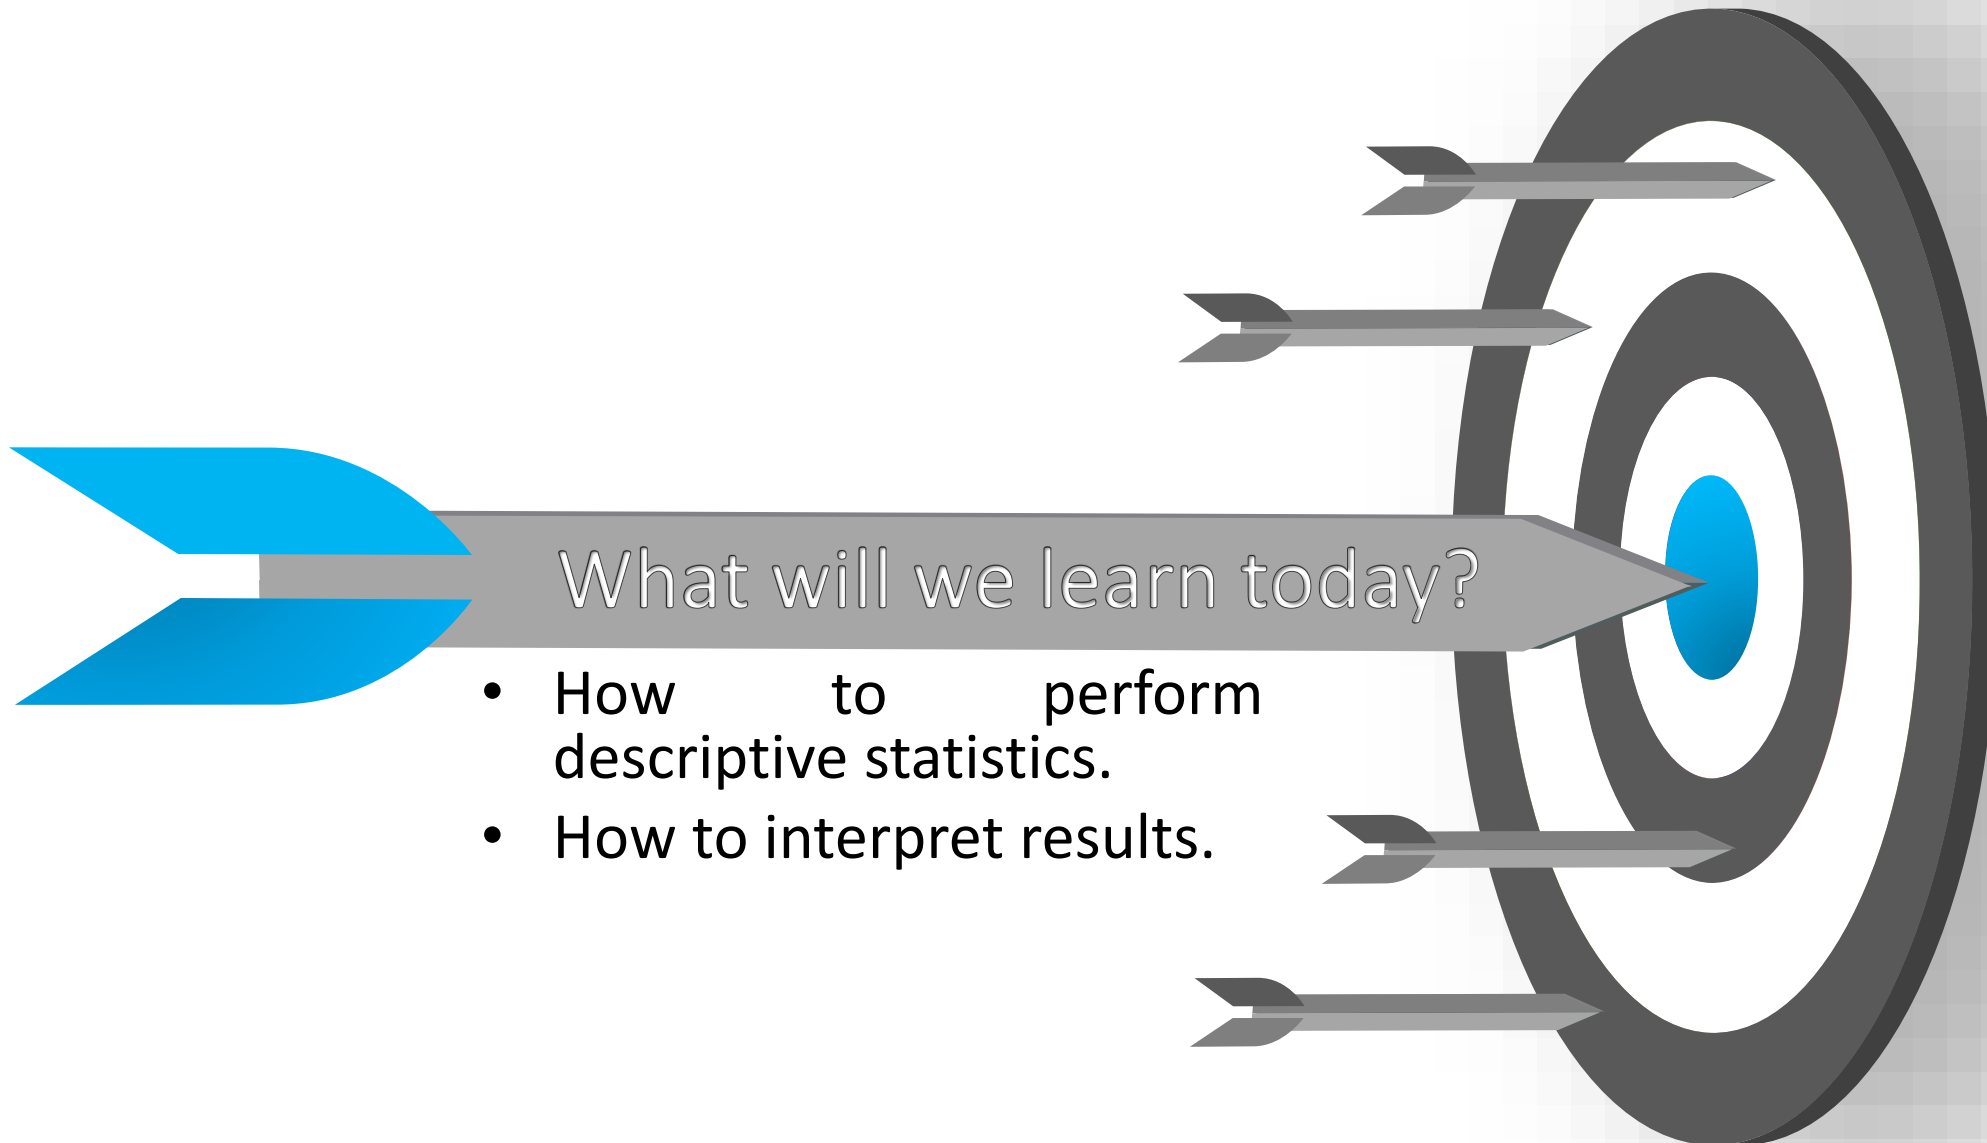 What will we learn today?
• How to perform
descriptive statistics.
• How to interpret results.